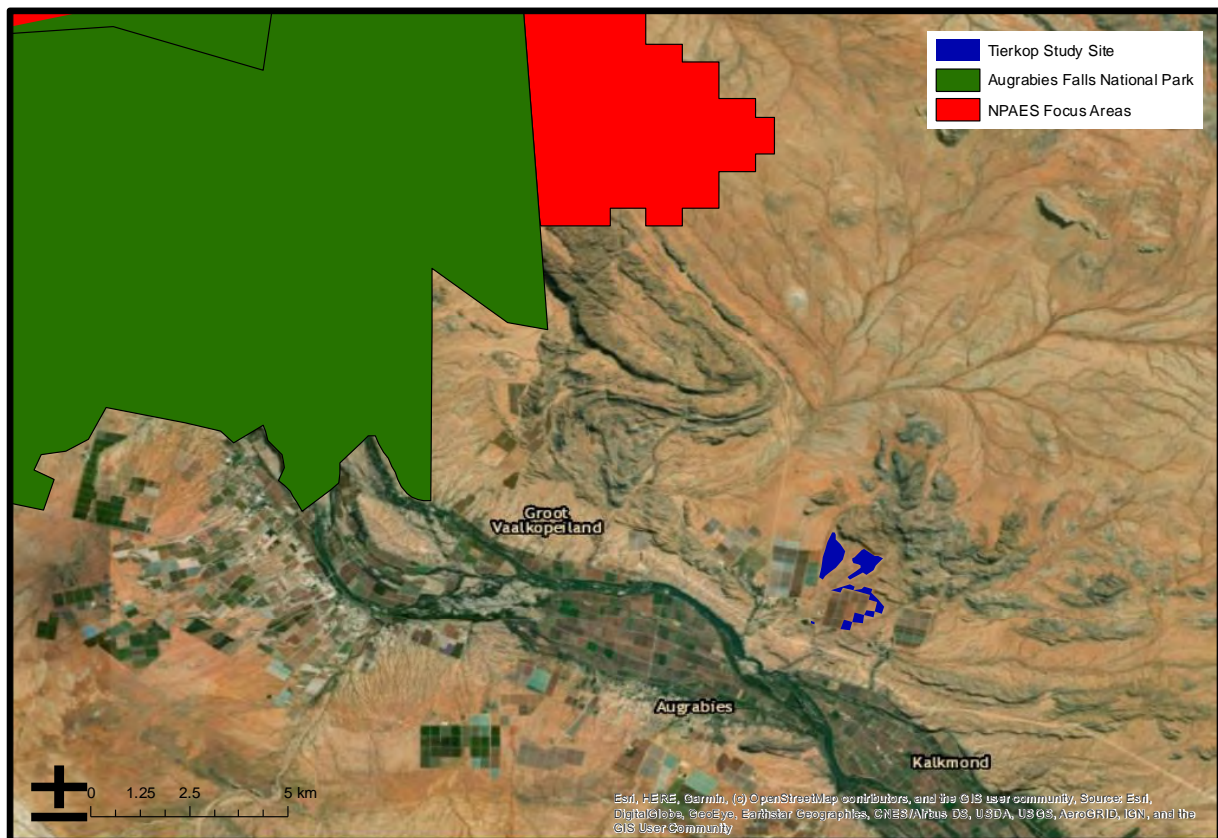 Tierkop Study Site
Augrabies Falls National Park
NPAES Focus Areas
Groot
Vaalkopeiland
Augrabies
Kalkmond
0 1.25 2.5 5 km
Esri, HERE, Garmin, (c) OpenStreetMap contributors, and the GIS user community, Source: Esri,
DigitalGlobe, GeoEye, Earthstar Geographics, CNES/Airbus DS, USDA, USGS, AeroGRID, IGN, and the
GIS User Community